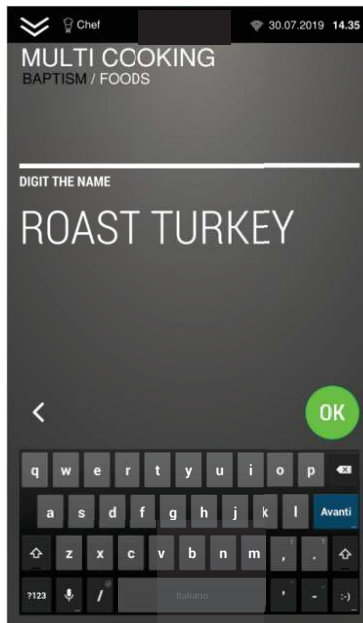 Chef 30.07.2019 14.35
MULTI COOKING
BAPTISM / FOODS
DIGIT THE NAME
ROAST TURKEY
OK
q w e r t y u i o p
a s d f g h j k l Avanti
z x c v b n m , .
?123 / Italiano ' - :-)